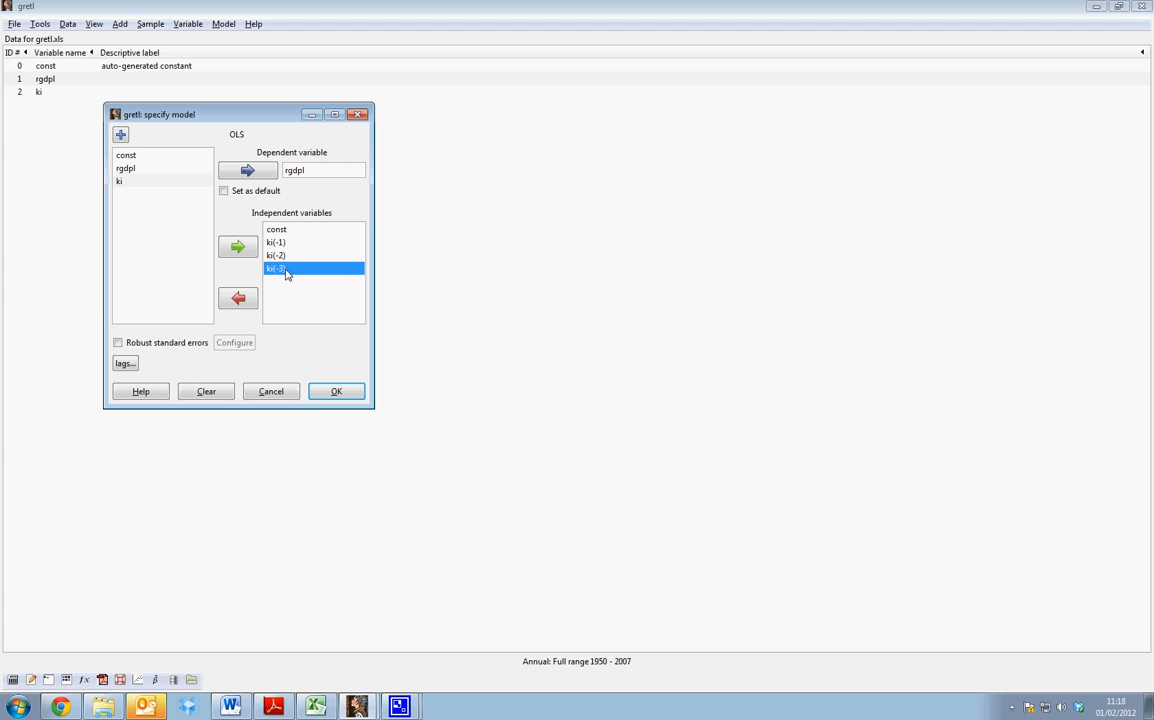 gretl
File Tools Data View Add Sample Variable Model Help
Data for gretl.xls
ID # Variable name Descriptive label
0 const auto-generated constant
1 rgdpl
2 ki
gretl: specify model
OLS
const
rgdpl
ki
Dependent variable
rgdpl
Set as default
Independent variables
const
ki(-1)
ki(-2)
ki(-3)
Robust standard errors Configure
lags...
Help Clear Cancel OK
Annual: Full range 1950 - 2007
11:18
01/02/2012